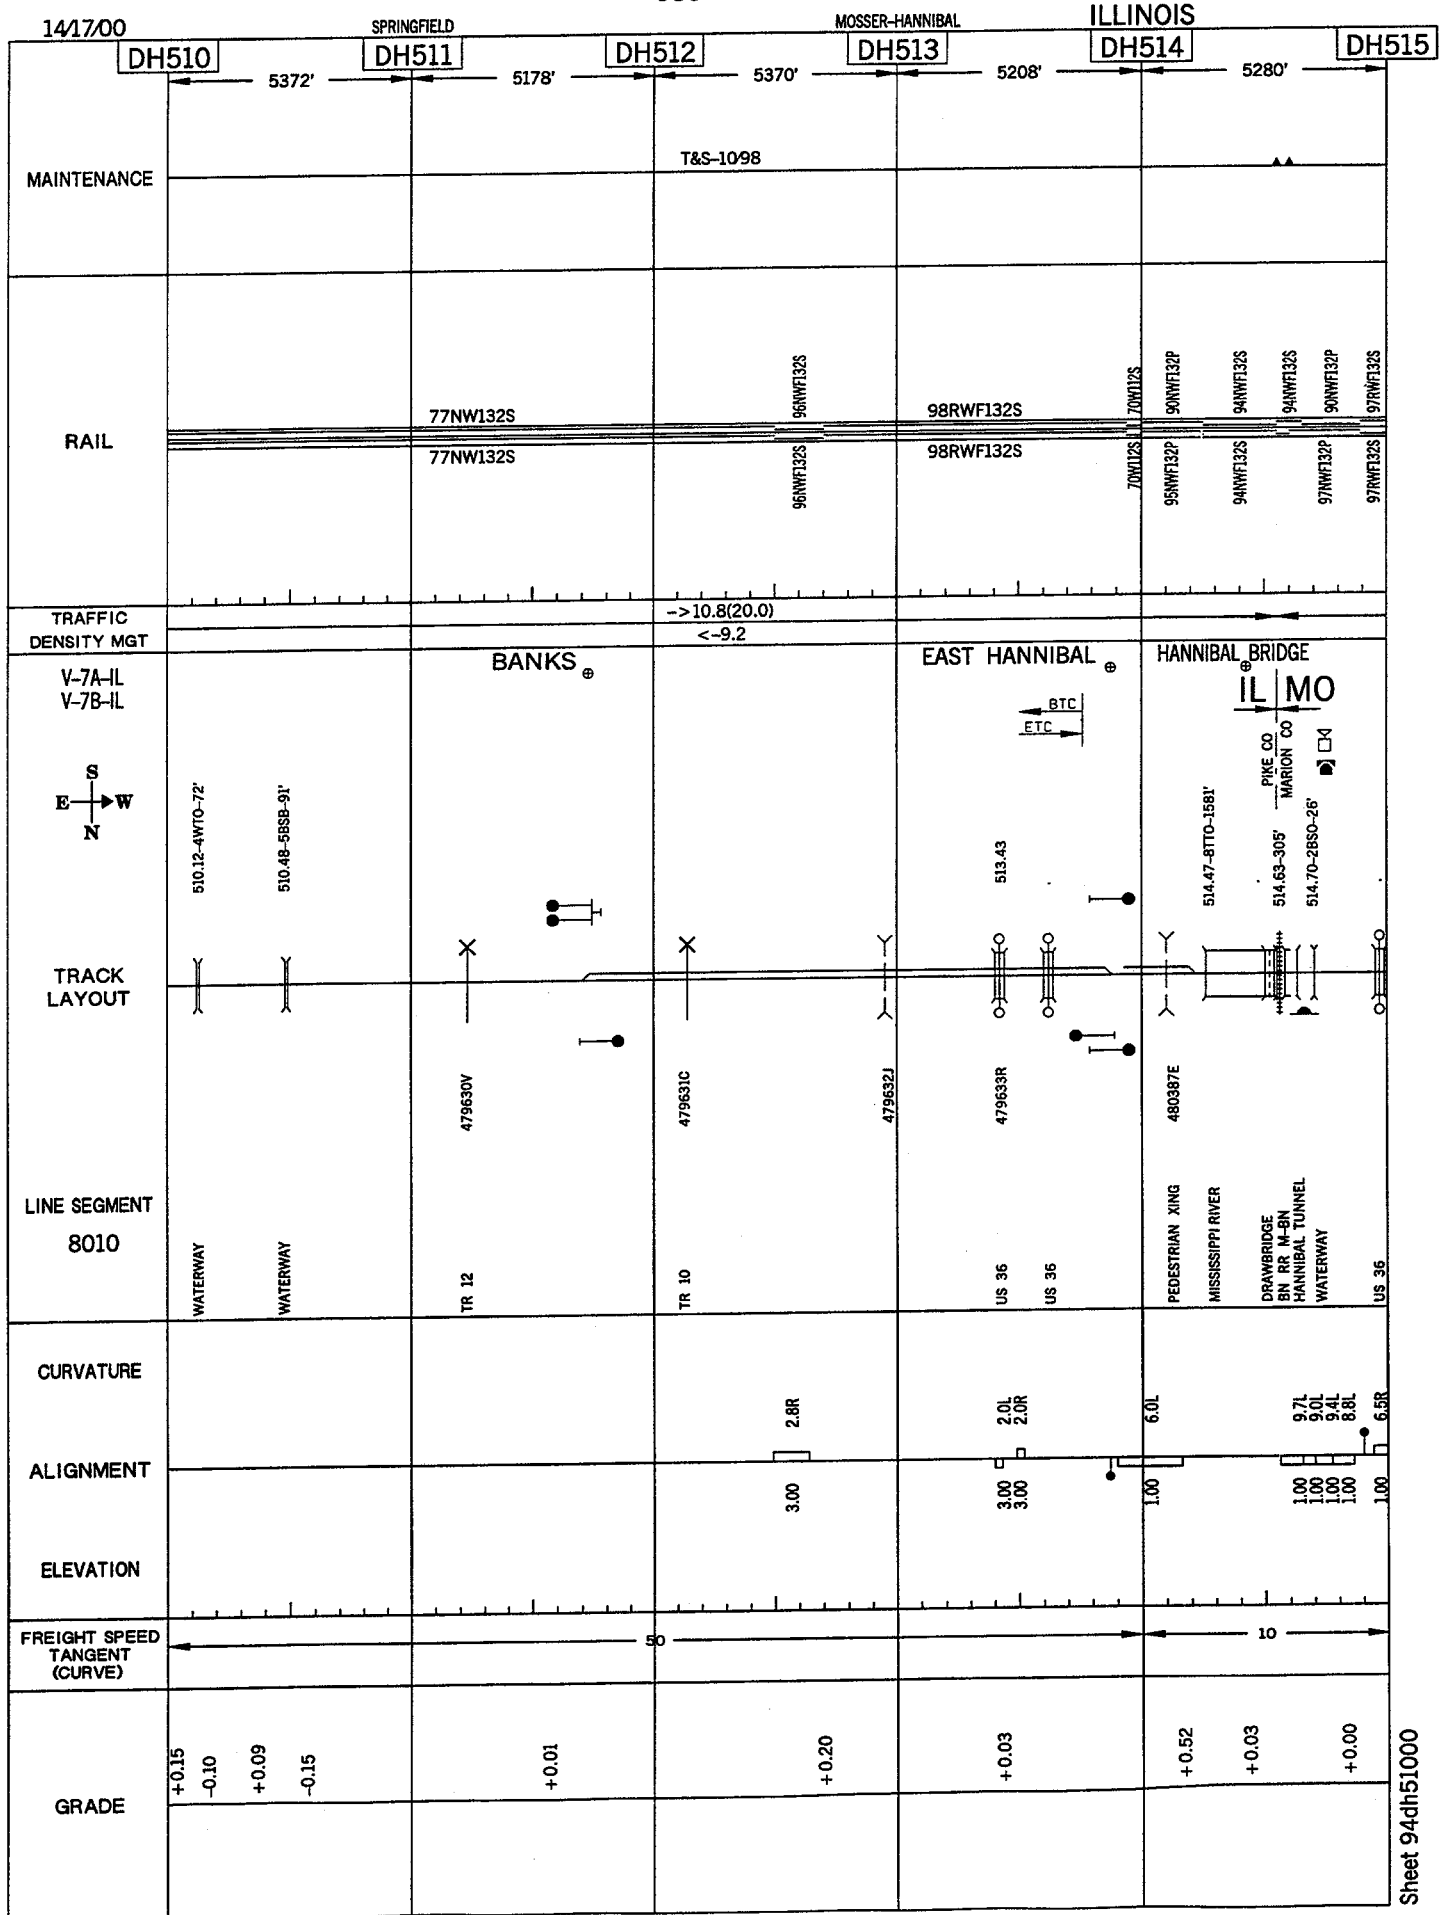 14/17/00 SPRINGFIELD MOSSER-HANNIBAL ILLINOIS
DH510 DH511 DH512 DH513 DH514 DH515
5372' 5178' 5370' 5208' 5280'
MAINTENANCE
T&S-10/98
RAIL
77NW132S
77NW132S
96NWF132S
96NWF132S
98RWF132S
98RWF132S
70W112S
70W112S
90NWF132P
95NWF132P
94NWF132S
94NWF132S
94NWF132S
90NWF132P
97NWF132P
97RWF132S
97RWF132S
TRAFFIC
DENSITY MGT
->10.8(20.0)
<-9.2
V-7A-IL
V-7B-IL
BANKS
EAST HANNIBAL
HANNIBAL BRIDGE
IL MO
BTC
ETC
PIKE CO
MARION CO
S
E W
N
510.12-4WTO-72'
510.48-5BSB-91'
513.43
514.47-8TTO-1581'
514.63-305'
514.70-2BSO-26'
TRACK
LAYOUT
479630V
479631C
479632J
479633R
480387E
LINE SEGMENT
8010
WATERWAY
WATERWAY
TR 12
TR 10
US 36
US 36
PEDESTRIAN XING
MISSISSIPPI RIVER
DRAWBRIDGE
BN RR M-BN
HANNIBAL TUNNEL
WATERWAY
US 36
CURVATURE
2.8R
2.0L
2.0R
6.0L
9.7L
9.0L
9.4L
8.8L
6.5R
ALIGNMENT
3.00
3.00
3.00
1.00
1.00
1.00
1.00
1.00
1.00
ELEVATION
FREIGHT SPEED
TANGENT
(CURVE)
50
10
GRADE
+0.15
-0.10
+0.09
-0.15
+0.01
+0.20
+0.03
+0.52
+0.03
+0.00
Sheet 94dh51000